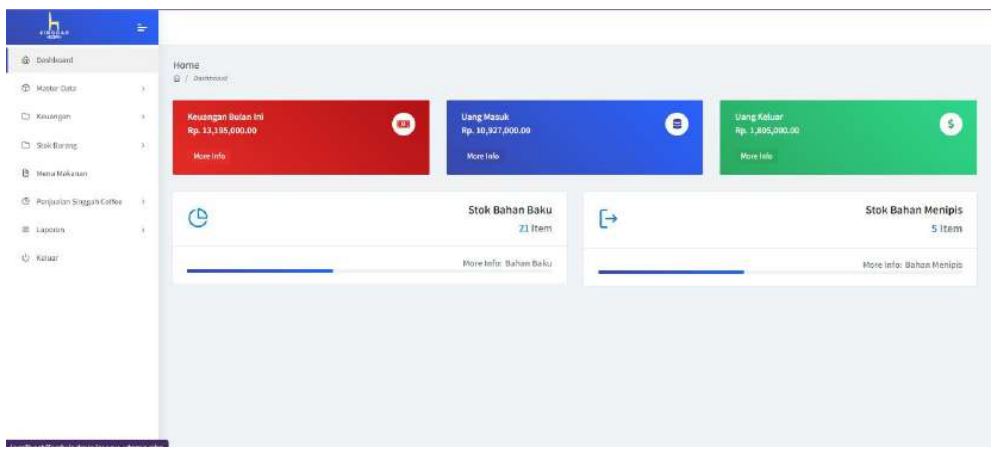 SINGGAH
Dashboard
Master Data
Keuangan
Stok Barang
Menu Makanan
Penjualan Singgah Coffee
Laporan
Keluar
Home
/ Dashboard
Keuangan Bulan Ini
Rp. 13,195,000.00
More Info
Uang Masuk
Rp. 10,927,000.00
More Info
Uang Keluar
Rp. 1,805,000.00
More Info
Stok Bahan Baku
21 Item
More Info: Bahan Baku
Stok Bahan Menipis
5 Item
More Info: Bahan Menipis